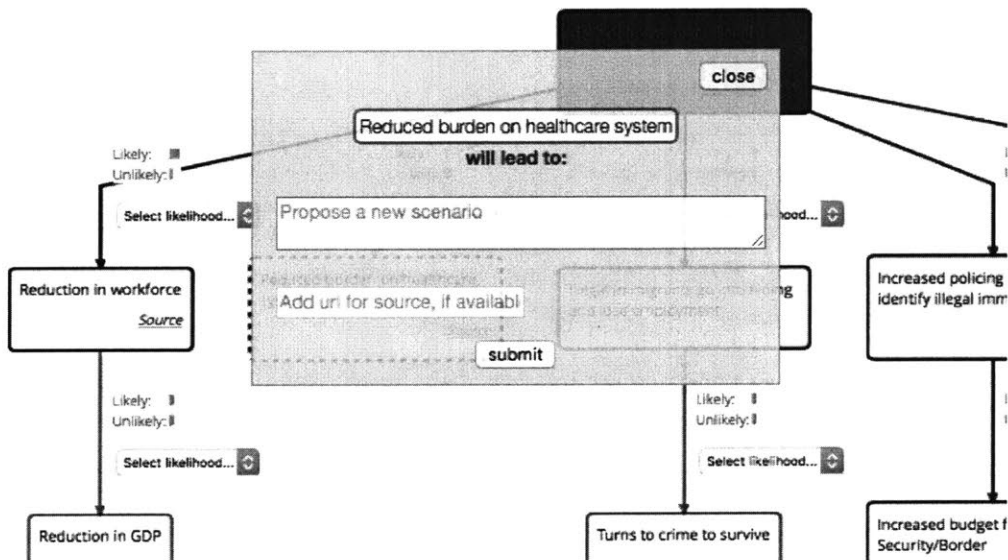 close
Reduced burden on healthcare system
will lead to:
Likely:
Unlikely:
Select likelihood...
Propose a new scenario
Reduction in workforce
Source
Add url for source, if availabl
submit
Increased policing
identify illegal imm
Likely:
Unlikely:
Select likelihood...
Likely:
Unlikely:
Select likelihood...
Reduction in GDP
Turns to crime to survive
Increased budget f
Security/Border